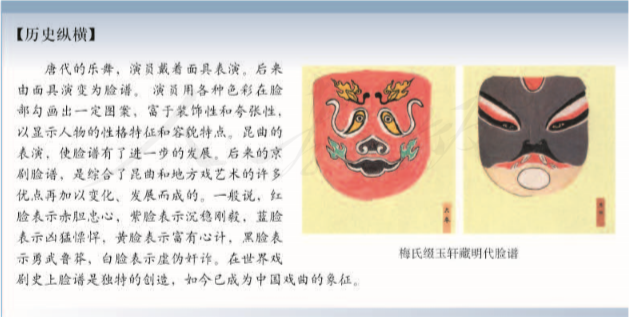 【历史纵横】
唐代的乐舞，演员戴着面具表演。后来
由面具演变为脸谱。演员用各种色彩在脸
部勾画出一定图案，富于装饰性和夸张性，
以显示人物的性格特征和容貌特点。昆曲的
表演，使脸谱有了进一步的发展。后来的京
剧脸谱，是综合了昆曲和地方戏艺术的许多
优点再加以变化、发展而成的。一般说，红
脸表示赤胆忠心，紫脸表示沉稳刚毅，蓝脸
表示凶猛慓悍，黄脸表示富有心计，黑脸表
示勇武鲁莽，白脸表示虚伪奸诈。在世界戏
剧史上脸谱是独特的创造，如今已成为中国戏曲的象征。
梅氏缀玉轩藏明代脸谱